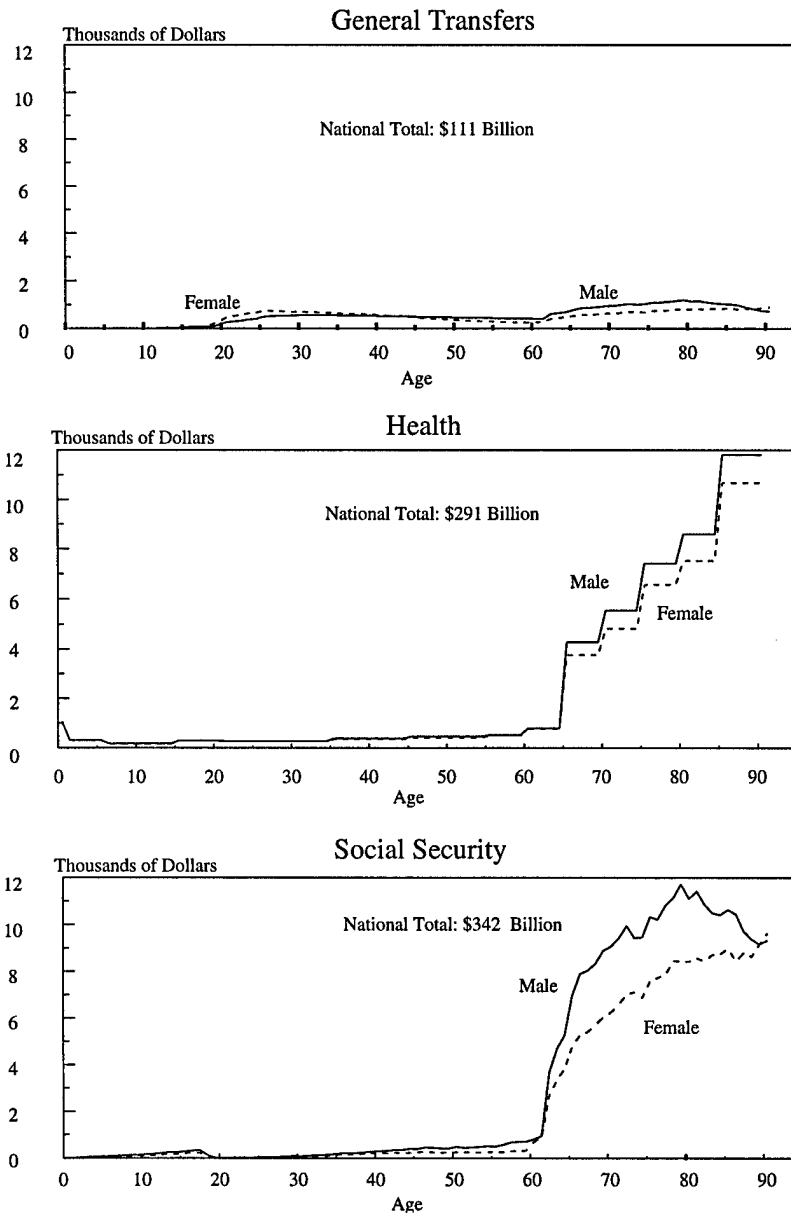 General Transfers
Thousands of Dollars
12
10
8
6
4
2
0
National Total: $111 Billion
Female
Male
0 10 20 30 40 50 60 70 80 90
Age
Health
Thousands of Dollars
12
10
8
6
4
2
0
National Total: $291 Billion
Male
Female
0 10 20 30 40 50 60 70 80 90
Age
Social Security
Thousands of Dollars
12
10
8
6
4
2
0
National Total: $342 Billion
Male
Female
0 10 20 30 40 50 60 70 80 90
Age